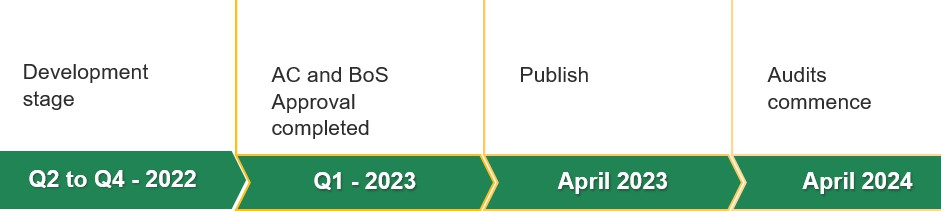 Development
stage
AC and BoS
Approval
completed
Publish
Audits
commence
Q2 to Q4 - 2022
Q1 - 2023
April 2023
April 2024